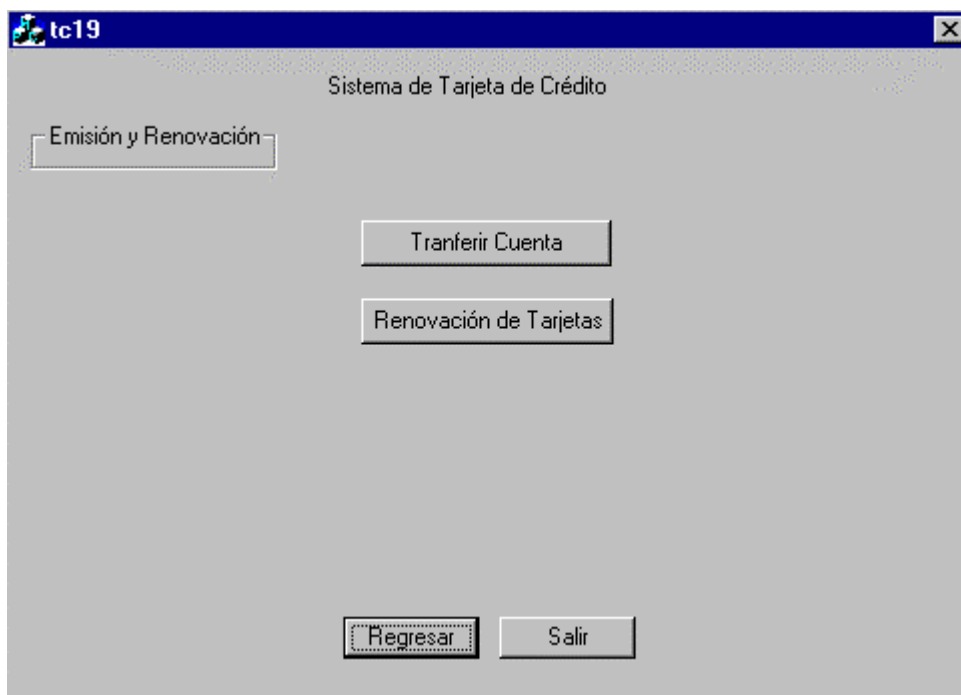 tc19
Sistema de Tarjeta de Crédito
Emisión y Renovación
Tranferir Cuenta
Renovación de Tarjetas
Regresar Salir